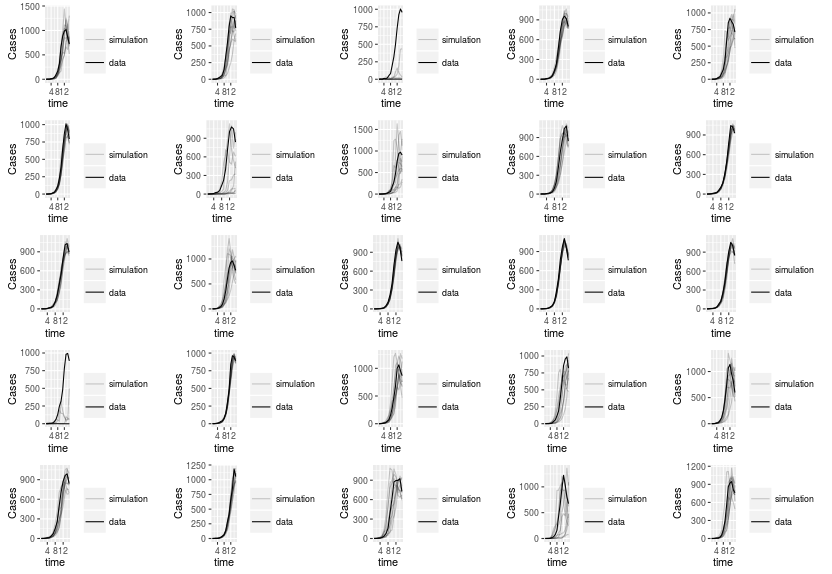 1500
1000
500
0
Cases
4 8 12
time
simulation
data
1000
750
500
250
0
Cases
4 8 12
time
simulation
data
1000
750
500
250
0
Cases
4 8 12
time
simulation
data
900
600
300
0
Cases
4 8 12
time
simulation
data
1000
750
500
250
0
Cases
4 8 12
time
simulation
data
1000
750
500
250
0
Cases
4 8 12
time
simulation
data
900
600
300
0
Cases
4 8 12
time
simulation
data
1500
1000
500
0
Cases
4 8 12
time
simulation
data
900
600
300
0
Cases
4 8 12
time
simulation
data
900
600
300
0
Cases
4 8 12
time
simulation
data
900
600
300
0
Cases
4 8 12
time
simulation
data
1000
500
0
Cases
4 8 12
time
simulation
data
900
600
300
0
Cases
4 8 12
time
simulation
data
900
600
300
0
Cases
4 8 12
time
simulation
data
900
600
300
0
Cases
4 8 12
time
simulation
data
1000
750
500
250
0
Cases
4 8 12
time
simulation
data
1000
750
500
250
0
Cases
4 8 12
time
simulation
data
1000
500
0
Cases
4 8 12
time
simulation
data
1000
750
500
250
0
Cases
4 8 12
time
simulation
data
1000
500
0
Cases
4 8 12
time
simulation
data
900
600
300
0
Cases
4 8 12
time
simulation
data
1250
1000
750
500
250
0
Cases
4 8 12
time
simulation
data
900
600
300
0
Cases
4 8 12
time
simulation
data
1000
500
0
Cases
4 8 12
time
simulation
data
1200
900
600
300
0
Cases
4 8 12
time
simulation
data